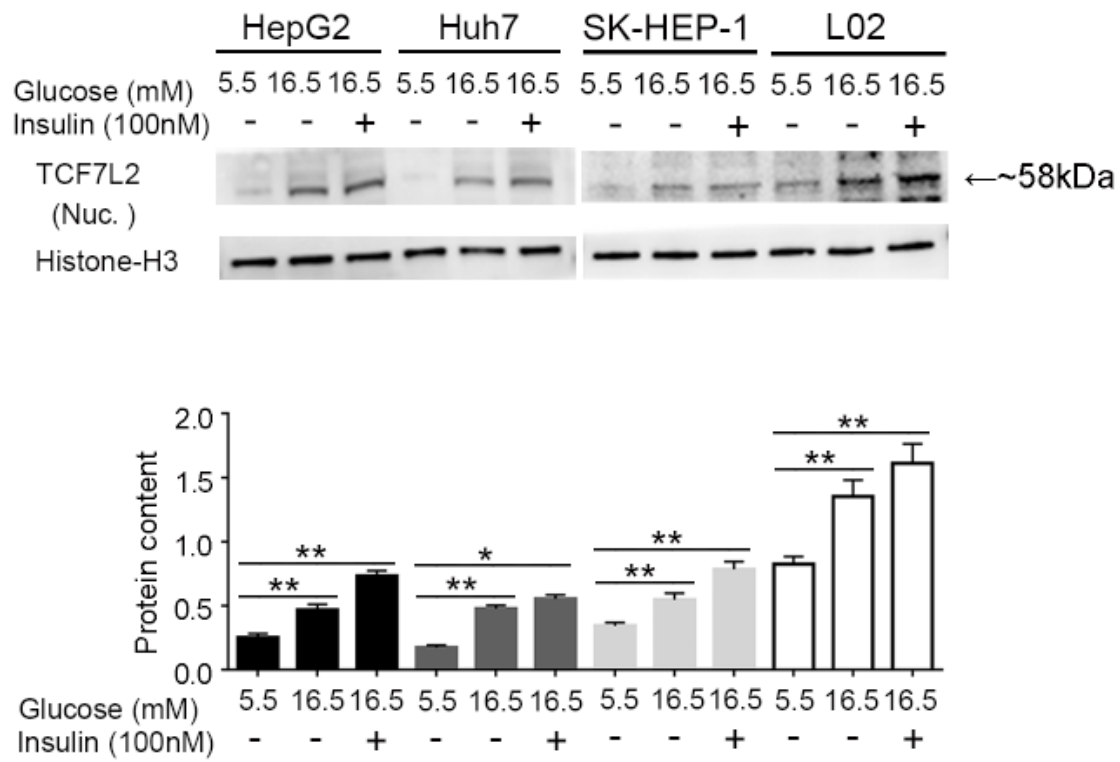 HepG2 Huh7 SK-HEP-1 L02
Glucose (mM) 5.5 16.5 16.5 5.5 16.5 16.5 5.5 16.5 16.5 5.5 16.5 16.5
Insulin (100nM) - - + - - + - - + - - +
TCF7L2 ←~58kDa
(Nuc. )
Histone-H3
2.0
1.5
1.0
0.5
0.0
Protein content
** ** ** * ** ** ** **
Glucose (mM) 5.5 16.5 16.5 5.5 16.5 16.5 5.5 16.5 16.5 5.5 16.5 16.5
Insulin (100nM) - - + - - + - - + - - +